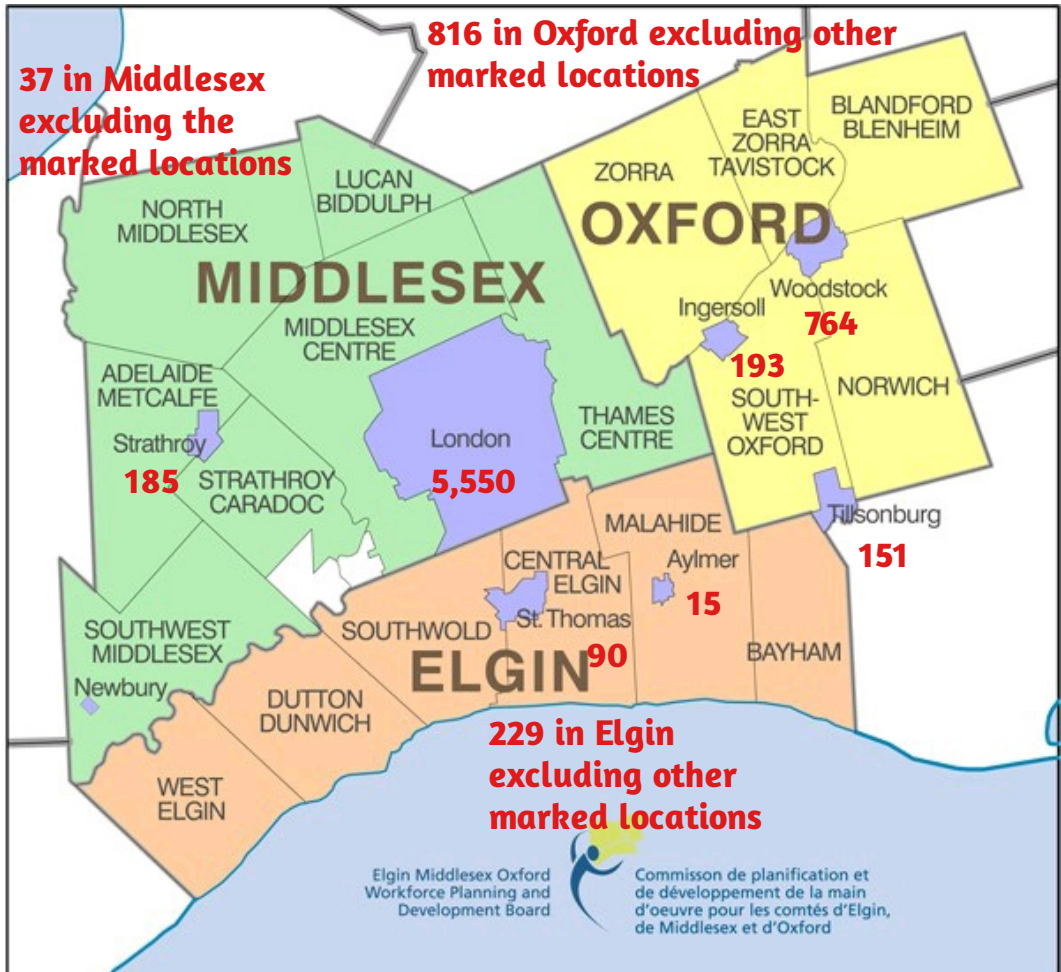 816 in Oxford excluding other
marked locations
37 in Middlesex
excluding the
marked locations
BLANDFORD
BLENHEIM
EAST
ZORRA
TAVISTOCK
ZORRA
LUCAN
BIDDULPH
NORTH
MIDDLESEX
OXFORD
MIDDLESEX
Woodstock
764
Ingersoll
193
MIDDLESEX
CENTRE
ADELAIDE
METCALFE
NORWICH
SOUTH-
WEST
OXFORD
THAMES
CENTRE
Strathroy
185
London
5,550
STRATHROY
CARADOC
Tillsonburg
151
MALAHIDE
CENTRAL
ELGIN
Aylmer
15
St. Thomas
90
SOUTHWOLD
SOUTHWEST
MIDDLESEX
ELGIN
BAYHAM
Newbury
DUTTON
DUNWICH
229 in Elgin
excluding other
marked locations
WEST
ELGIN
Elgin Middlesex Oxford
Workforce Planning and
Development Board
Commisson de planification et
de développement de la main
d'oeuvre pour les comtés d'Elgin,
de Middlesex et d'Oxford